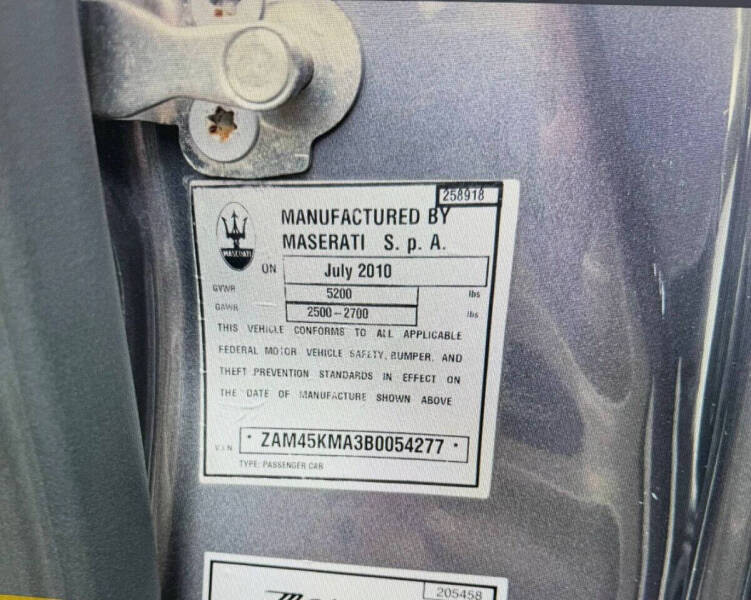 258918
MANUFACTURED BY
MASERATI S. p. A.
MASERATI
ON July 2010
GVWR 5200 lbs
GAWR 2500-2700 lbs
THIS VEHICLE CONFORMS TO ALL APPLICABLE
FEDERAL MOTOR VEHICLE SAFETY, BUMPER, AND
THEFT PREVENTION STANDARDS IN EFFECT ON
THE DATE OF MANUFACTURE SHOWN ABOVE
V.I.N. · ZAM45KMA3B0054277 ·
TYPE: PASSENGER CAR
205458